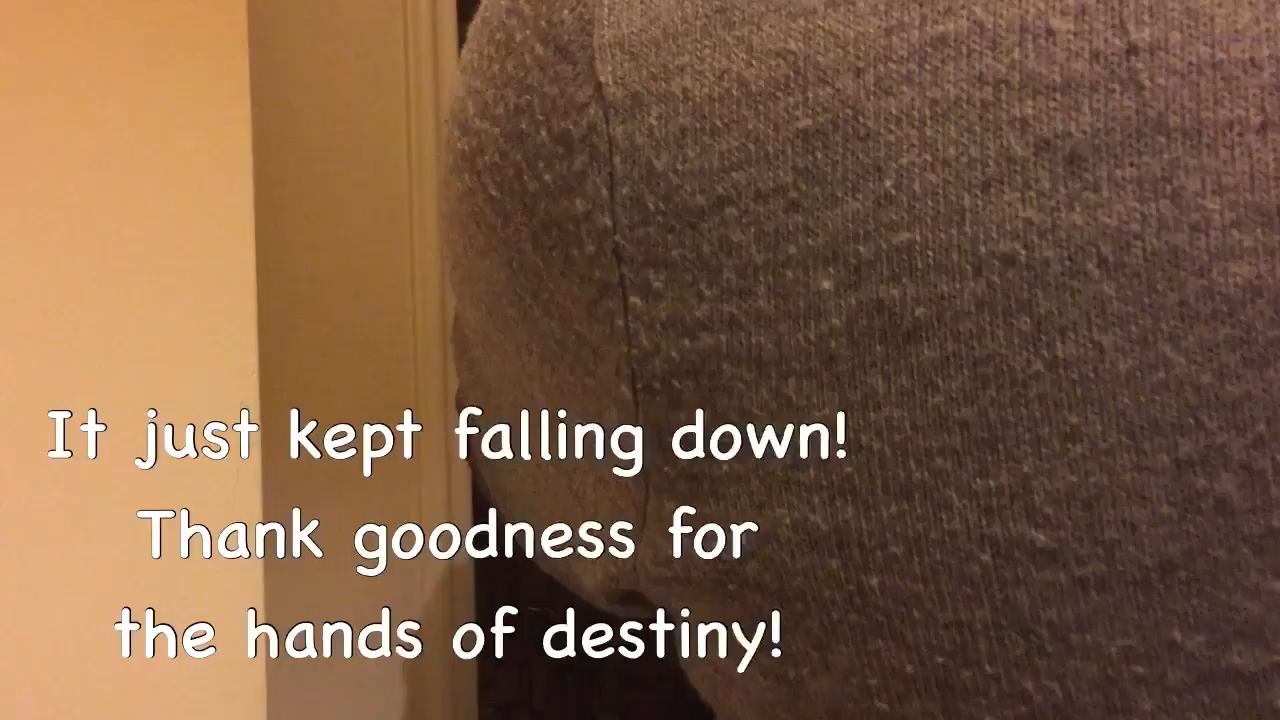 It just kept falling down!
Thank goodness for
the hands of destiny!